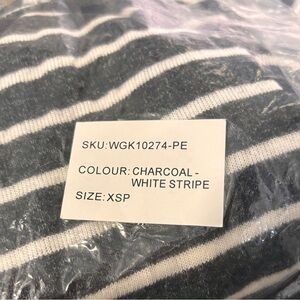 SKU:WGK10274-PE
COLOUR: CHARCOAL -
WHITE STRIPE
SIZE: XSP